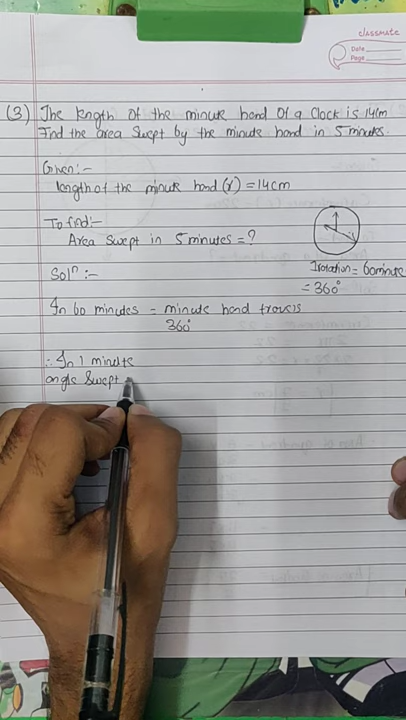 classmate
Date
Page
(3) The length of the minute hand of a Clock is 14cm
Find the area Swept by the minute hand in 5 minutes.
Given:-
length of the minute hand (r) = 14cm
To find:-
Area Swept in 5 minutes = ?
1 rotation = 60 minute
= 360°
Solⁿ :-
In 60 minutes = minute hand travels
360°
∴ In 1 minute
angle Swept =